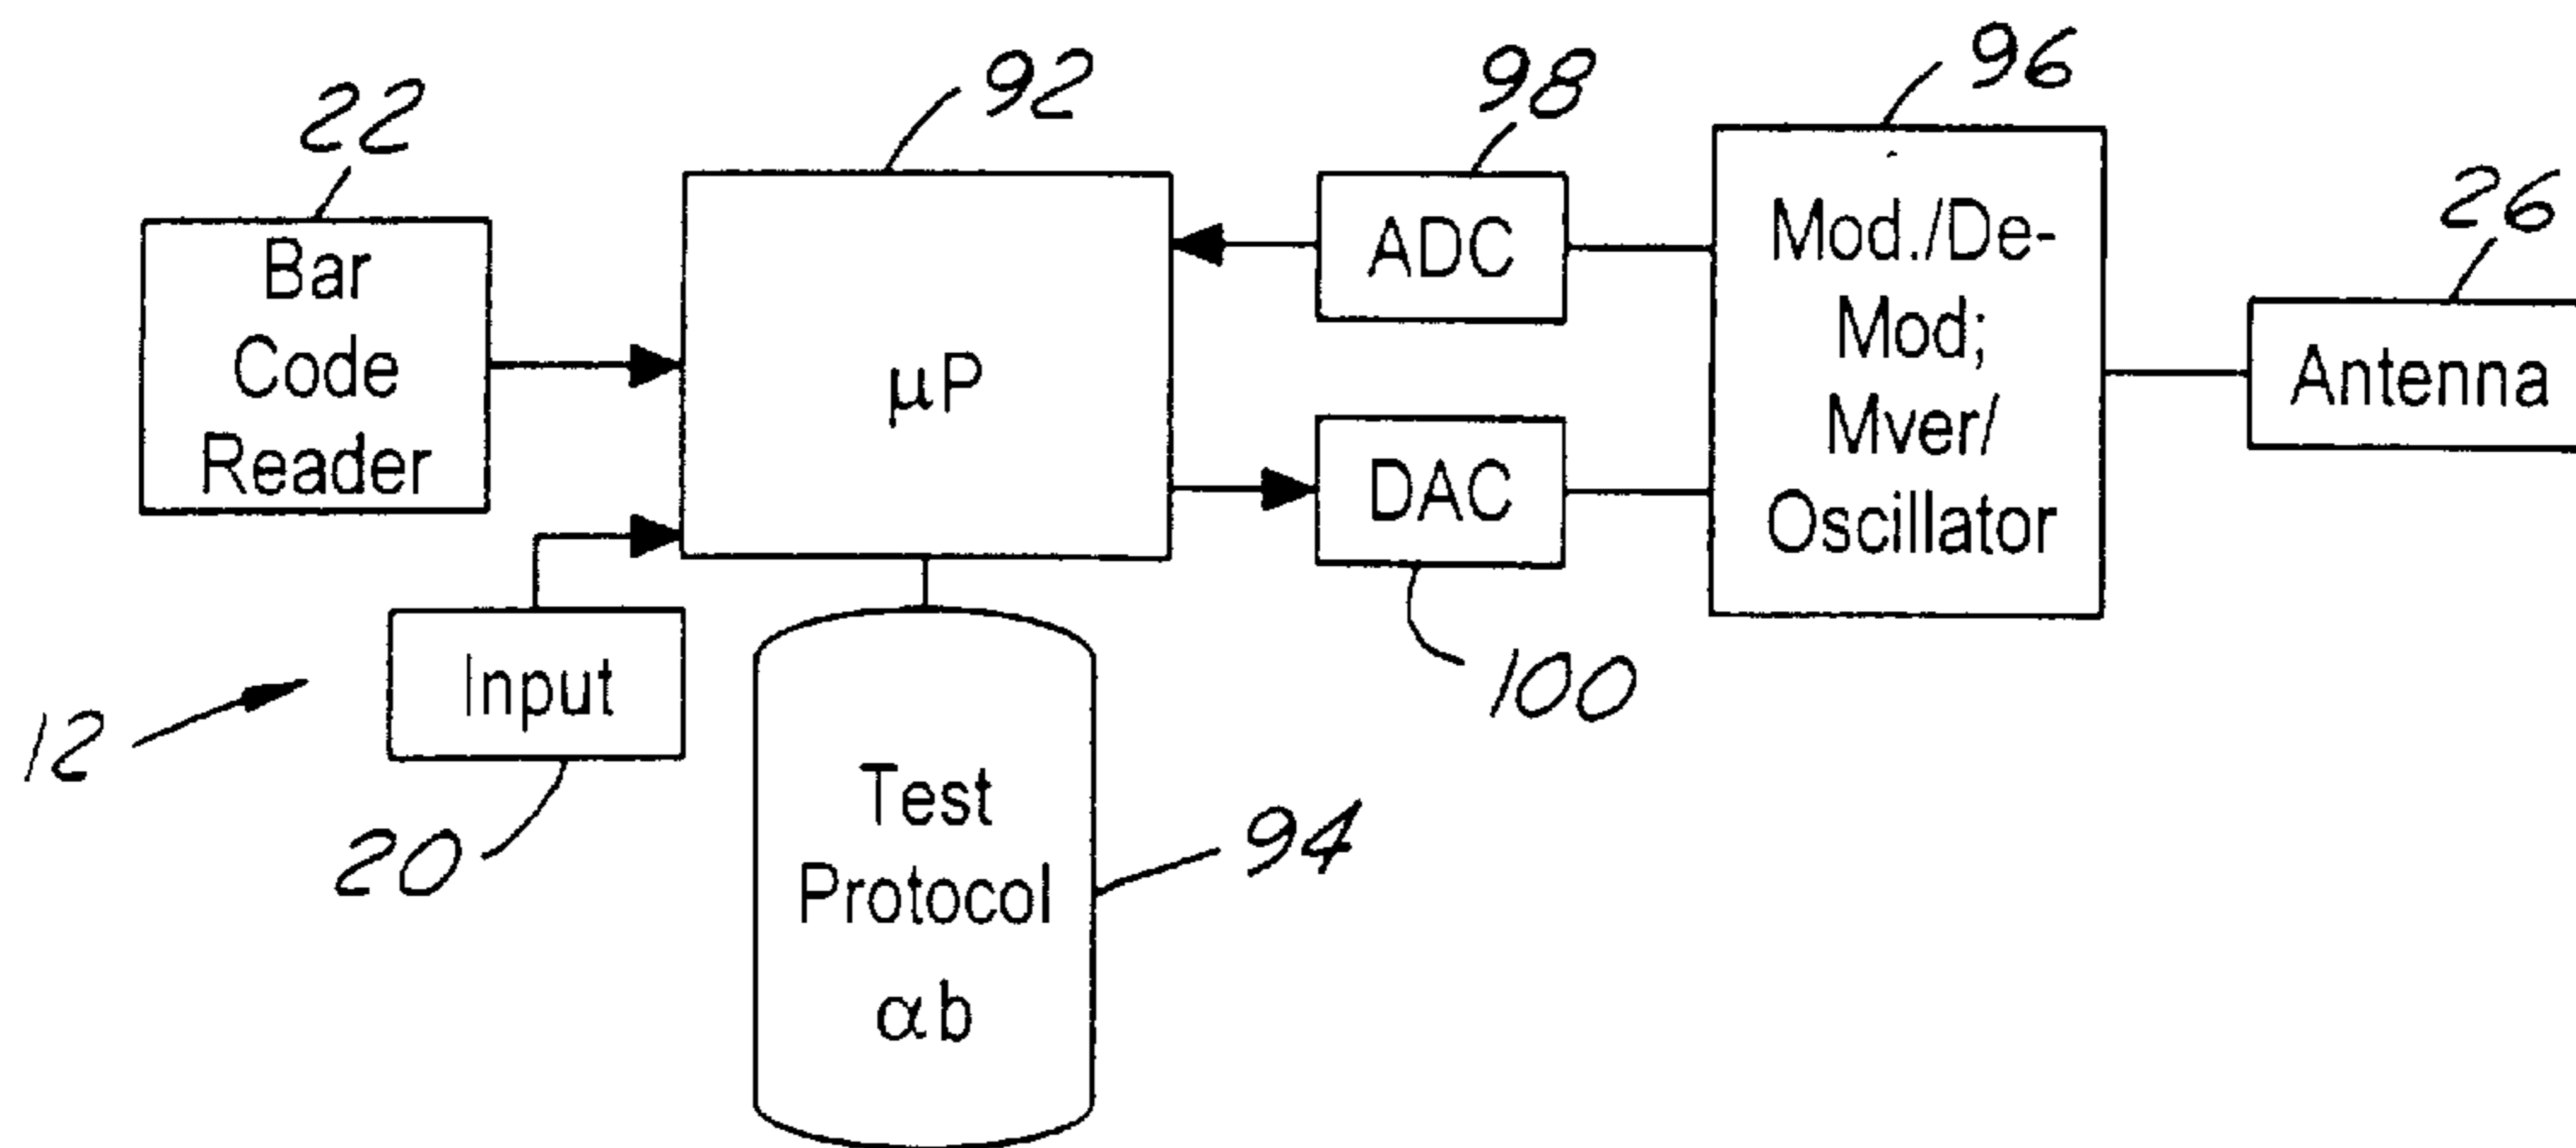 22
Bar
Code
Reader
92
μP
98
ADC
DAC
100
96
Mod./De-
Mod;
Mver/
Oscillator
26
Antenna
12
Input
20
Test
Protocol
αb
94